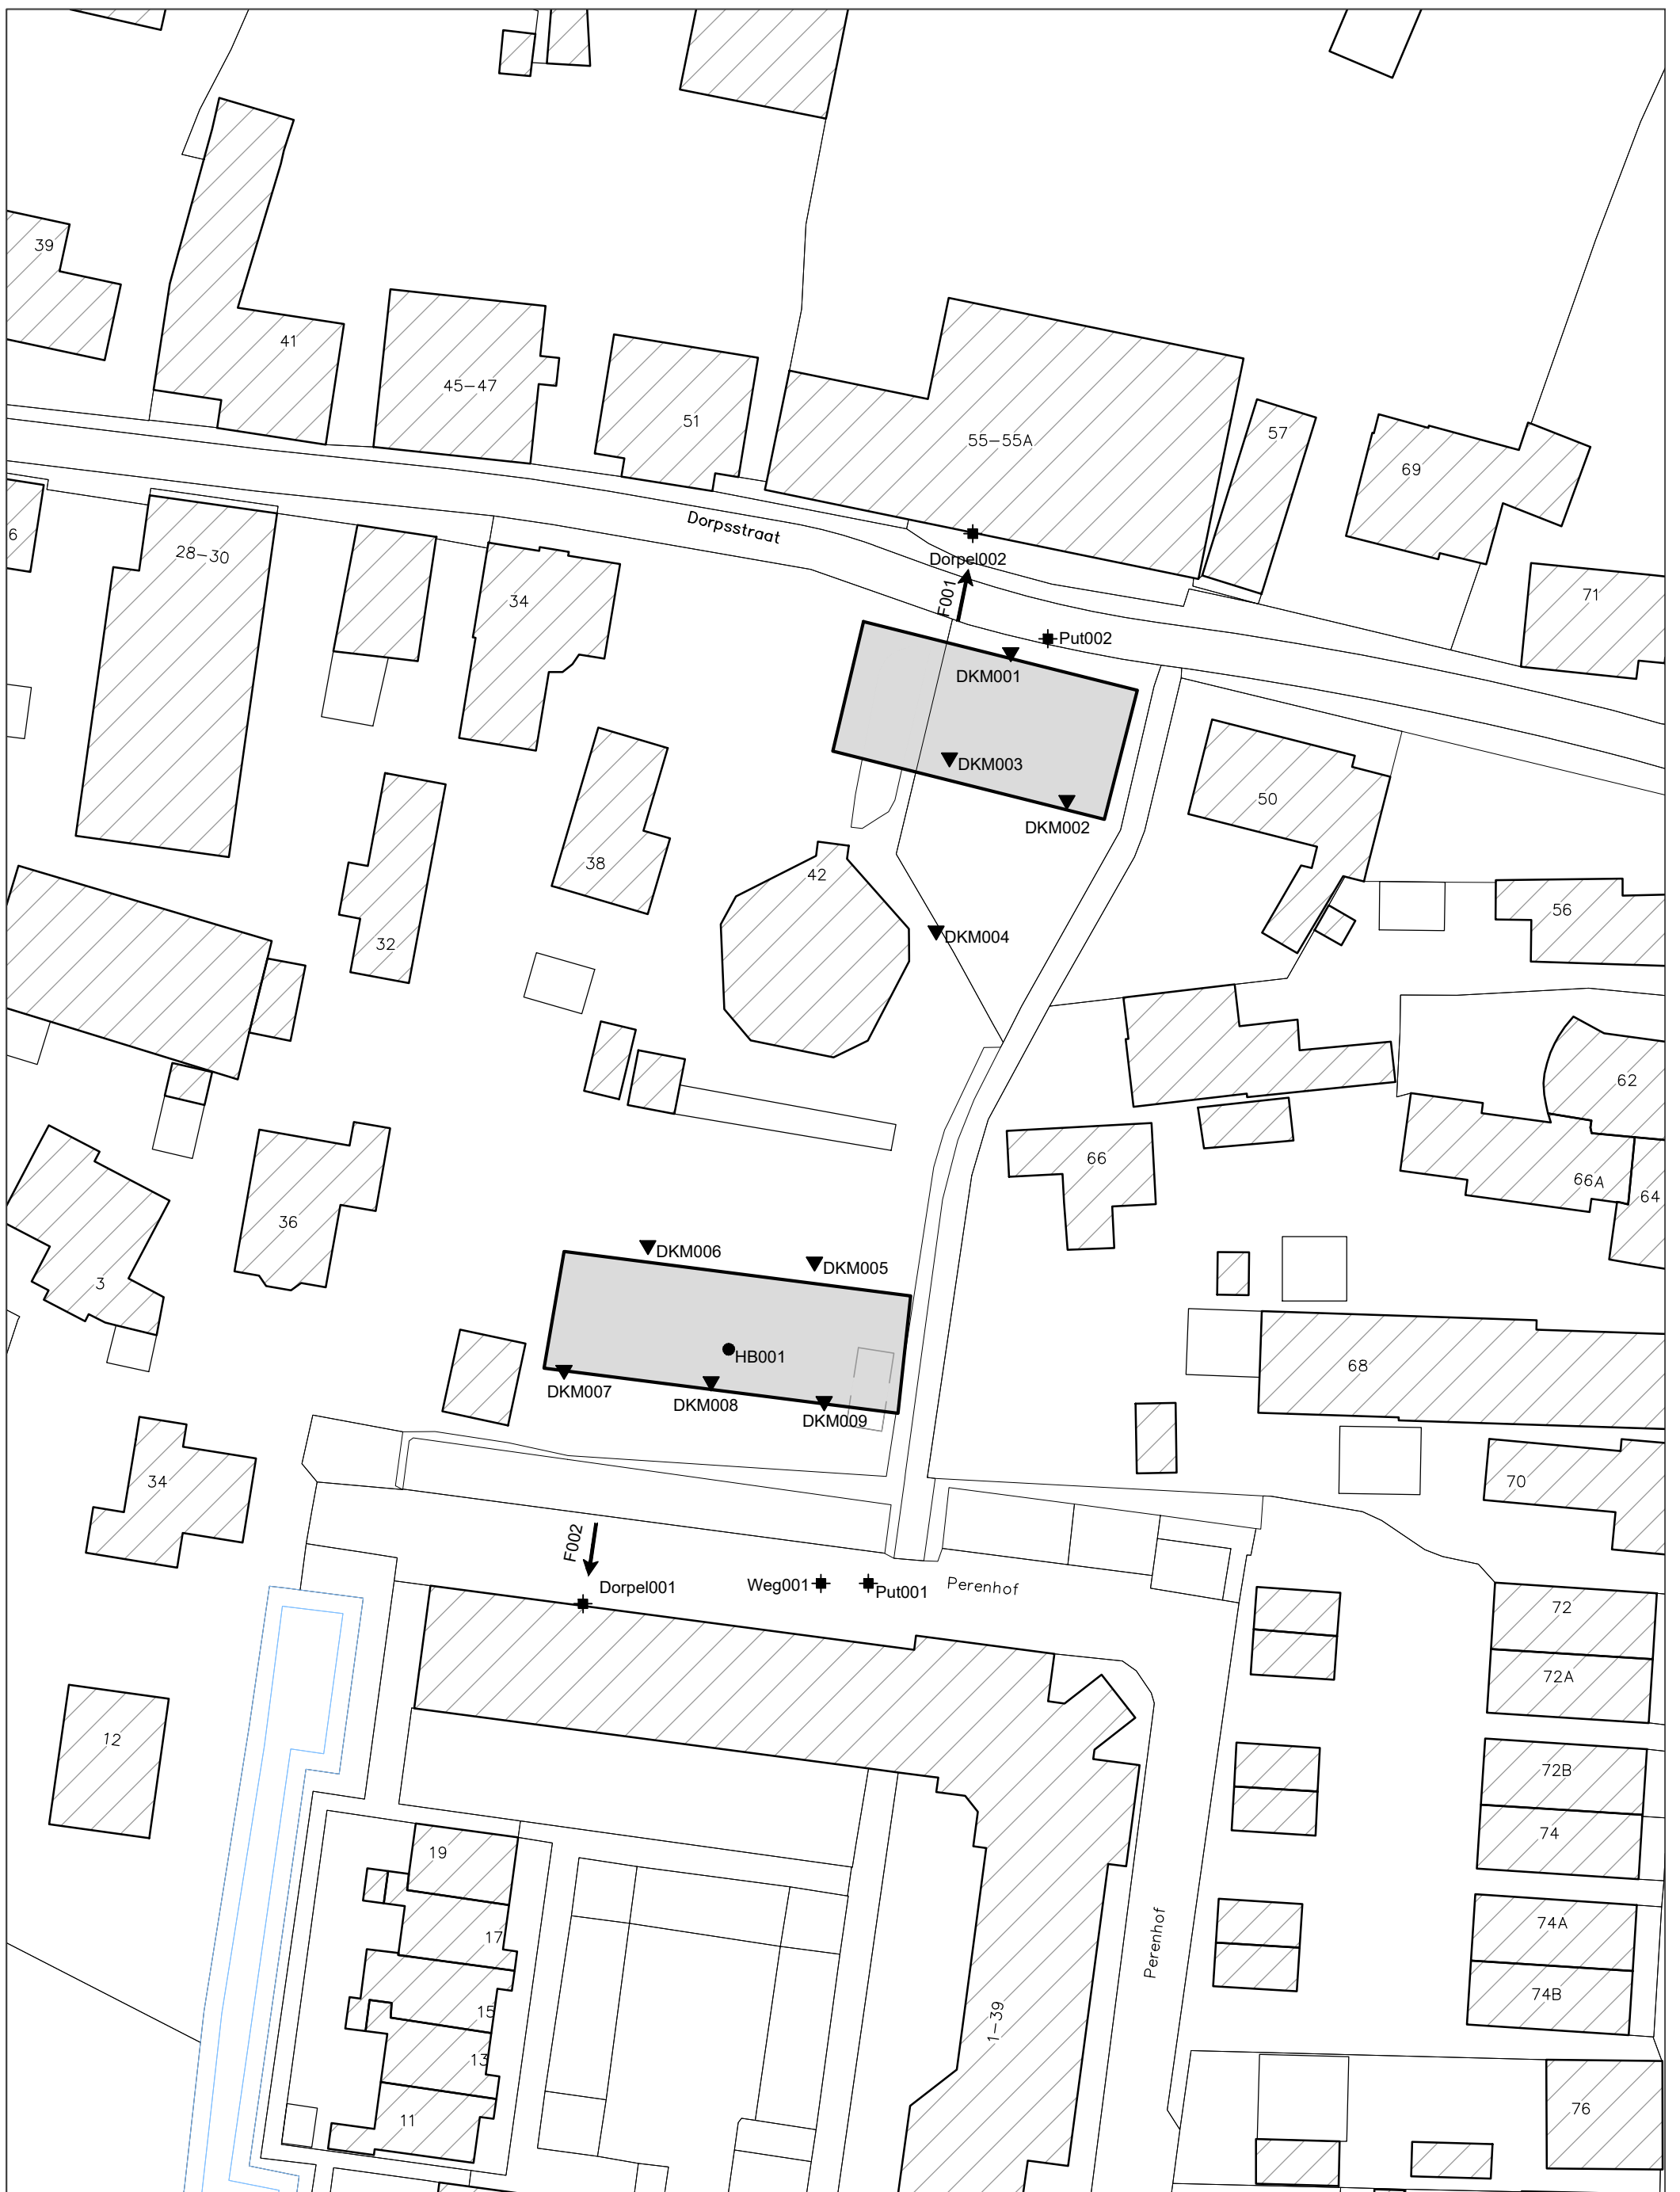 39
41
45-47
51
55-55A
57
69
71
6
28-30
34
Dorpsstraat
Dorpel002
F001
Put002
DKM001
DKM003
DKM002
50
38
42
32
DKM004
56
62
66
66A
64
36
3
DKM006
DKM005
HB001
DKM007
DKM008
DKM009
68
34
70
F002
Dorpel001
Weg001
Put001
Perenhof
72
72A
12
72B
74
19
17
15
13
11
1-39
Perenhof
74A
74B
76